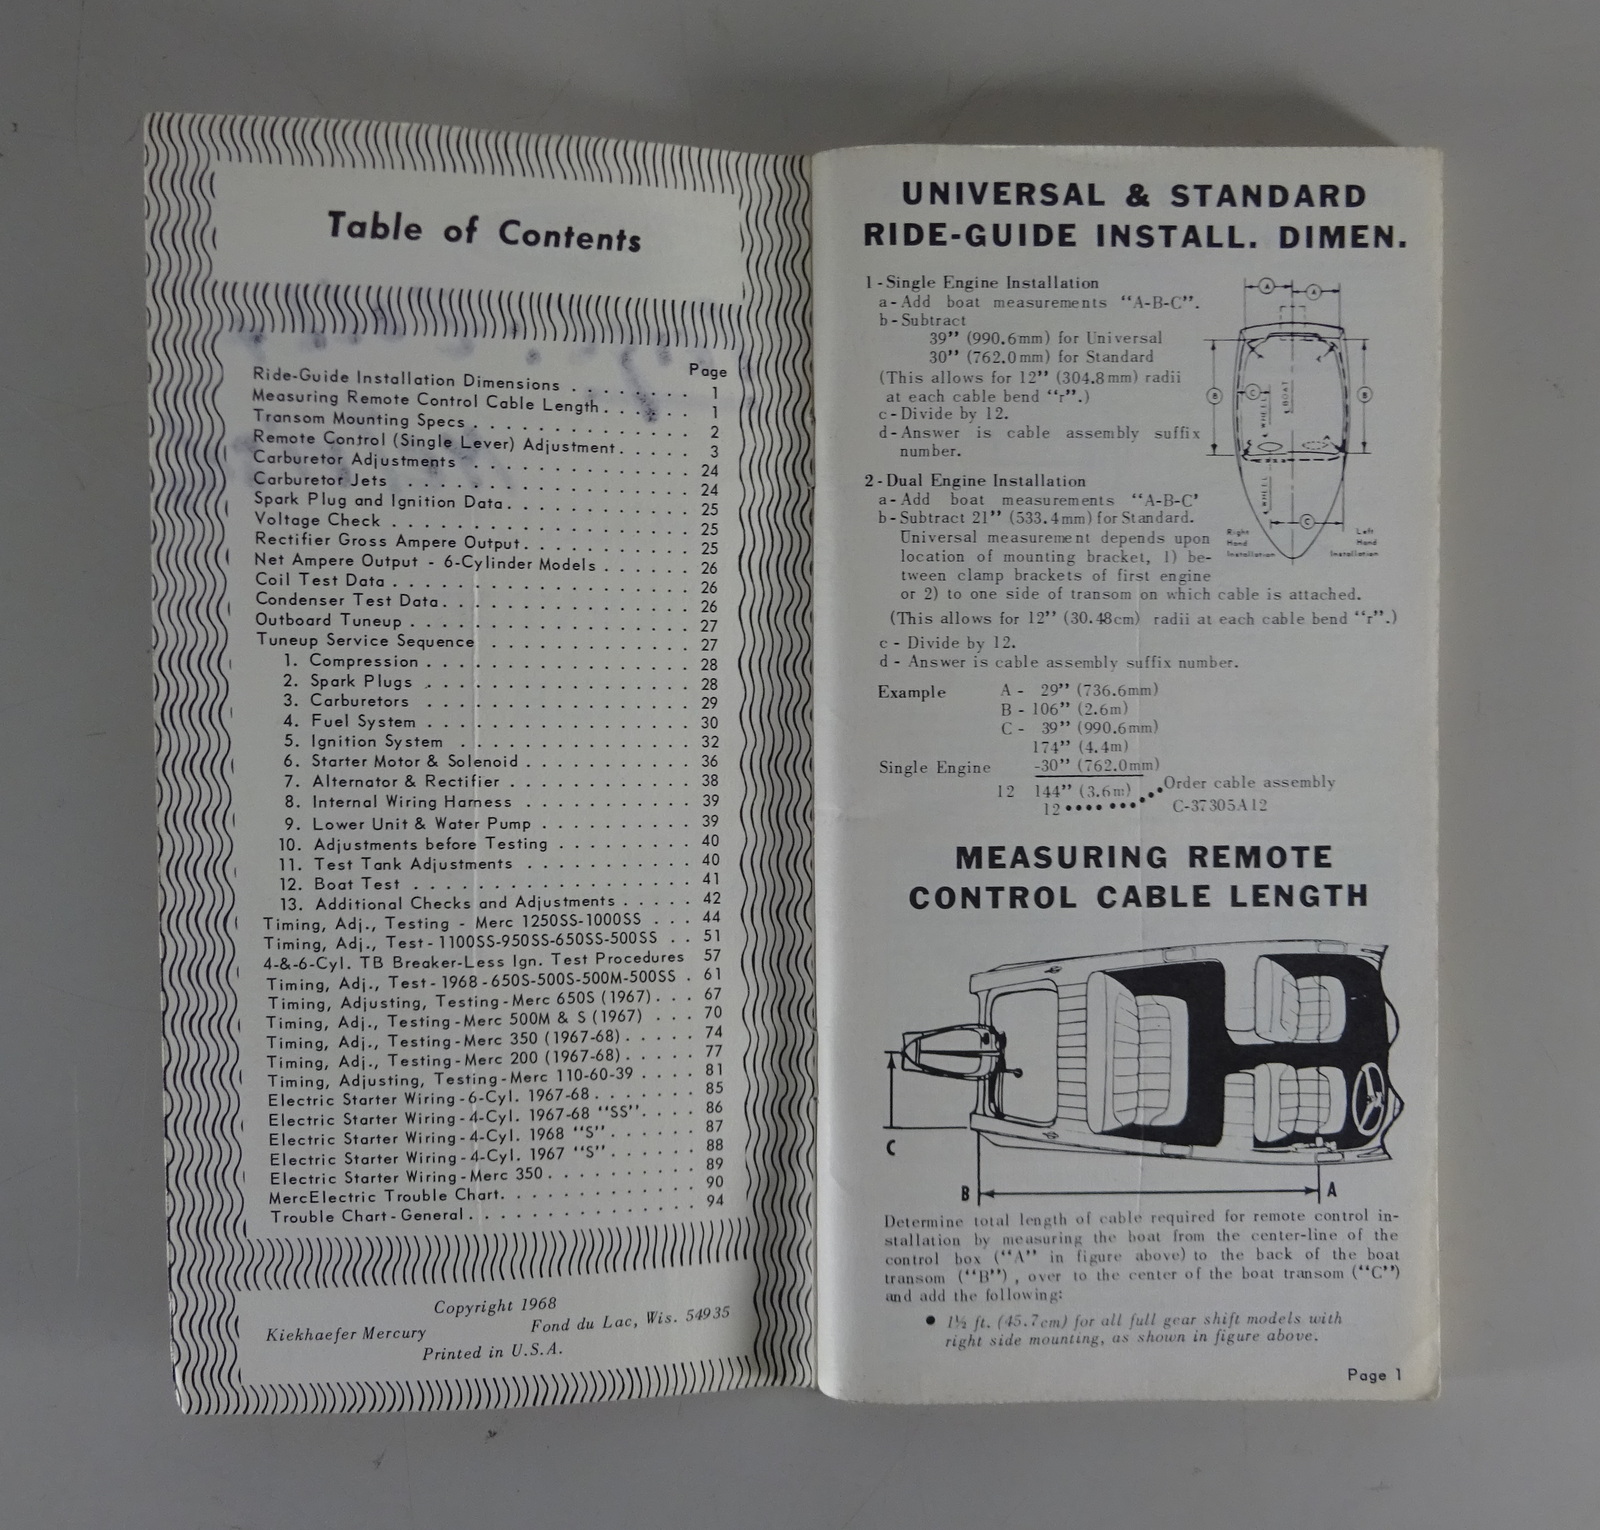 Table of Contents
Page
Ride-Guide Installation Dimensions . . . . . . . . 1
Measuring Remote Control Cable Length. . . . . 1
Transom Mounting Specs . . . . . . . . . . . . . . 2
Remote Control (Single Lever) Adjustment. . . . . 3
Carburetor Adjustments . . . . . . . . . . . . . . 24
Carburetor Jets . . . . . . . . . . . . . . . . . . 24
Spark Plug and Ignition Data. . . . . . . . . . . . 25
Voltage Check . . . . . . . . . . . . . . . . . . . 25
Rectifier Gross Ampere Output. . . . . . . . . . . 25
Net Ampere Output - 6-Cylinder Models . . . . . . 26
Coil Test Data . . . . . . . . . . . . . . . . . . . 26
Condenser Test Data. . . . . . . . . . . . . . . . 26
Outboard Tuneup . . . . . . . . . . . . . . . . . . 27
Tuneup Service Sequence . . . . . . . . . . . . . 27
1. Compression . . . . . . . . . . . . . . . . . 28
2. Spark Plugs . . . . . . . . . . . . . . . . . 28
3. Carburetors . . . . . . . . . . . . . . . . . 29
4. Fuel System . . . . . . . . . . . . . . . . . 30
5. Ignition System . . . . . . . . . . . . . . . 32
6. Starter Motor & Solenoid . . . . . . . . . . . 36
7. Alternator & Rectifier . . . . . . . . . . . . 38
8. Internal Wiring Harness . . . . . . . . . . . 39
9. Lower Unit & Water Pump . . . . . . . . . . 39
10. Adjustments before Testing . . . . . . . . . 40
11. Test Tank Adjustments . . . . . . . . . . . 40
12. Boat Test . . . . . . . . . . . . . . . . . . 41
13. Additional Checks and Adjustments . . . . . 42
Timing, Adj., Testing - Merc 1250SS-1000SS . . . 44
Timing, Adj., Test-1100SS-950SS-650SS-500SS . . 51
4-&-6-Cyl. TB Breaker-Less Ign. Test Procedures 57
Timing, Adj., Test-1968-650S-500S-500M-500SS . 61
Timing, Adjusting, Testing-Merc 650S (1967). . . 67
Timing, Adj., Testing-Merc 500M & S (1967) . . . 70
Timing, Adj., Testing-Merc 350 (1967-68). . . . . 74
Timing, Adj., Testing-Merc 200 (1967-68). . . . . 77
Timing, Adjusting, Testing-Merc 110-60-39 . . . . 81
Electric Starter Wiring-6-Cyl. 1967-68. . . . . . . 85
Electric Starter Wiring-4-Cyl. 1967-68 "SS". . . . 86
Electric Starter Wiring-4-Cyl. 1968 "S". . . . . . 87
Electric Starter Wiring-4-Cyl. 1967 "S". . . . . . 88
Electric Starter Wiring-Merc 350. . . . . . . . . . 89
MercElectric Trouble Chart. . . . . . . . . . . . . 90
Trouble Chart-General. . . . . . . . . . . . . . . 94
Copyright 1968
Kiekhaefer Mercury Fond du Lac, Wis. 54935
Printed in U.S.A.
UNIVERSAL & STANDARD
RIDE-GUIDE INSTALL. DIMEN.
1-Single Engine Installation
a-Add boat measurements "A-B-C".
b-Subtract
39" (990.6mm) for Universal
30" (762.0mm) for Standard
(This allows for 12" (304.8mm) radii
at each cable bend "r".)
c-Divide by 12.
d-Answer is cable assembly suffix
number.
A A
B B
C
WHEEL
BOAT
WHEEL
C
Right
Hand
Installation
Left
Hand
Installation
2-Dual Engine Installation
a-Add boat measurements "A-B-C'
b-Subtract 21" (533.4mm) for Standard.
Universal measurement depends upon
location of mounting bracket, 1) be-
tween clamp brackets of first engine
or 2) to one side of transom on which cable is attached.
(This allows for 12" (30.48cm) radii at each cable bend "r".)
c - Divide by 12.
d - Answer is cable assembly suffix number.
Example A - 29" (736.6mm)
B - 106" (2.6m)
C - 39" (990.6mm)
174" (4.4m)
Single Engine -30" (762.0mm)
12 144" (3.6m) Order cable assembly
12 C-37305A12
MEASURING REMOTE
CONTROL CABLE LENGTH
C
B A
Determine total length of cable required for remote control in-
stallation by measuring the boat from the center-line of the
control box ("A" in figure above) to the back of the boat
transom ("B"), over to the center of the boat transom ("C")
and add the following:
• 1½ ft. (45.7cm) for all full gear shift models with
right side mounting, as shown in figure above.
Page 1